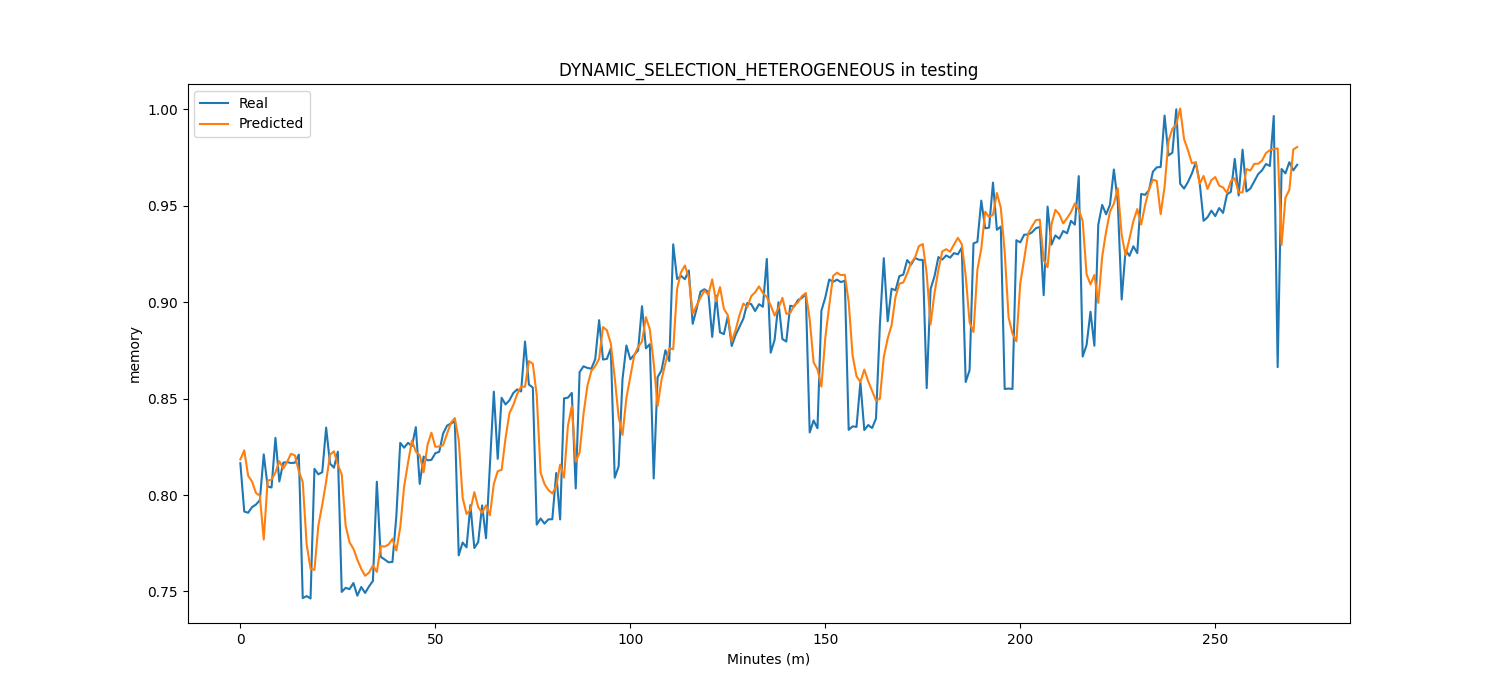 DYNAMIC_SELECTION_HETEROGENEOUS in testing
Real
Predicted
1.00
0.95
0.90
0.85
0.80
0.75
memory
0 50 100 150 200 250
Minutes (m)